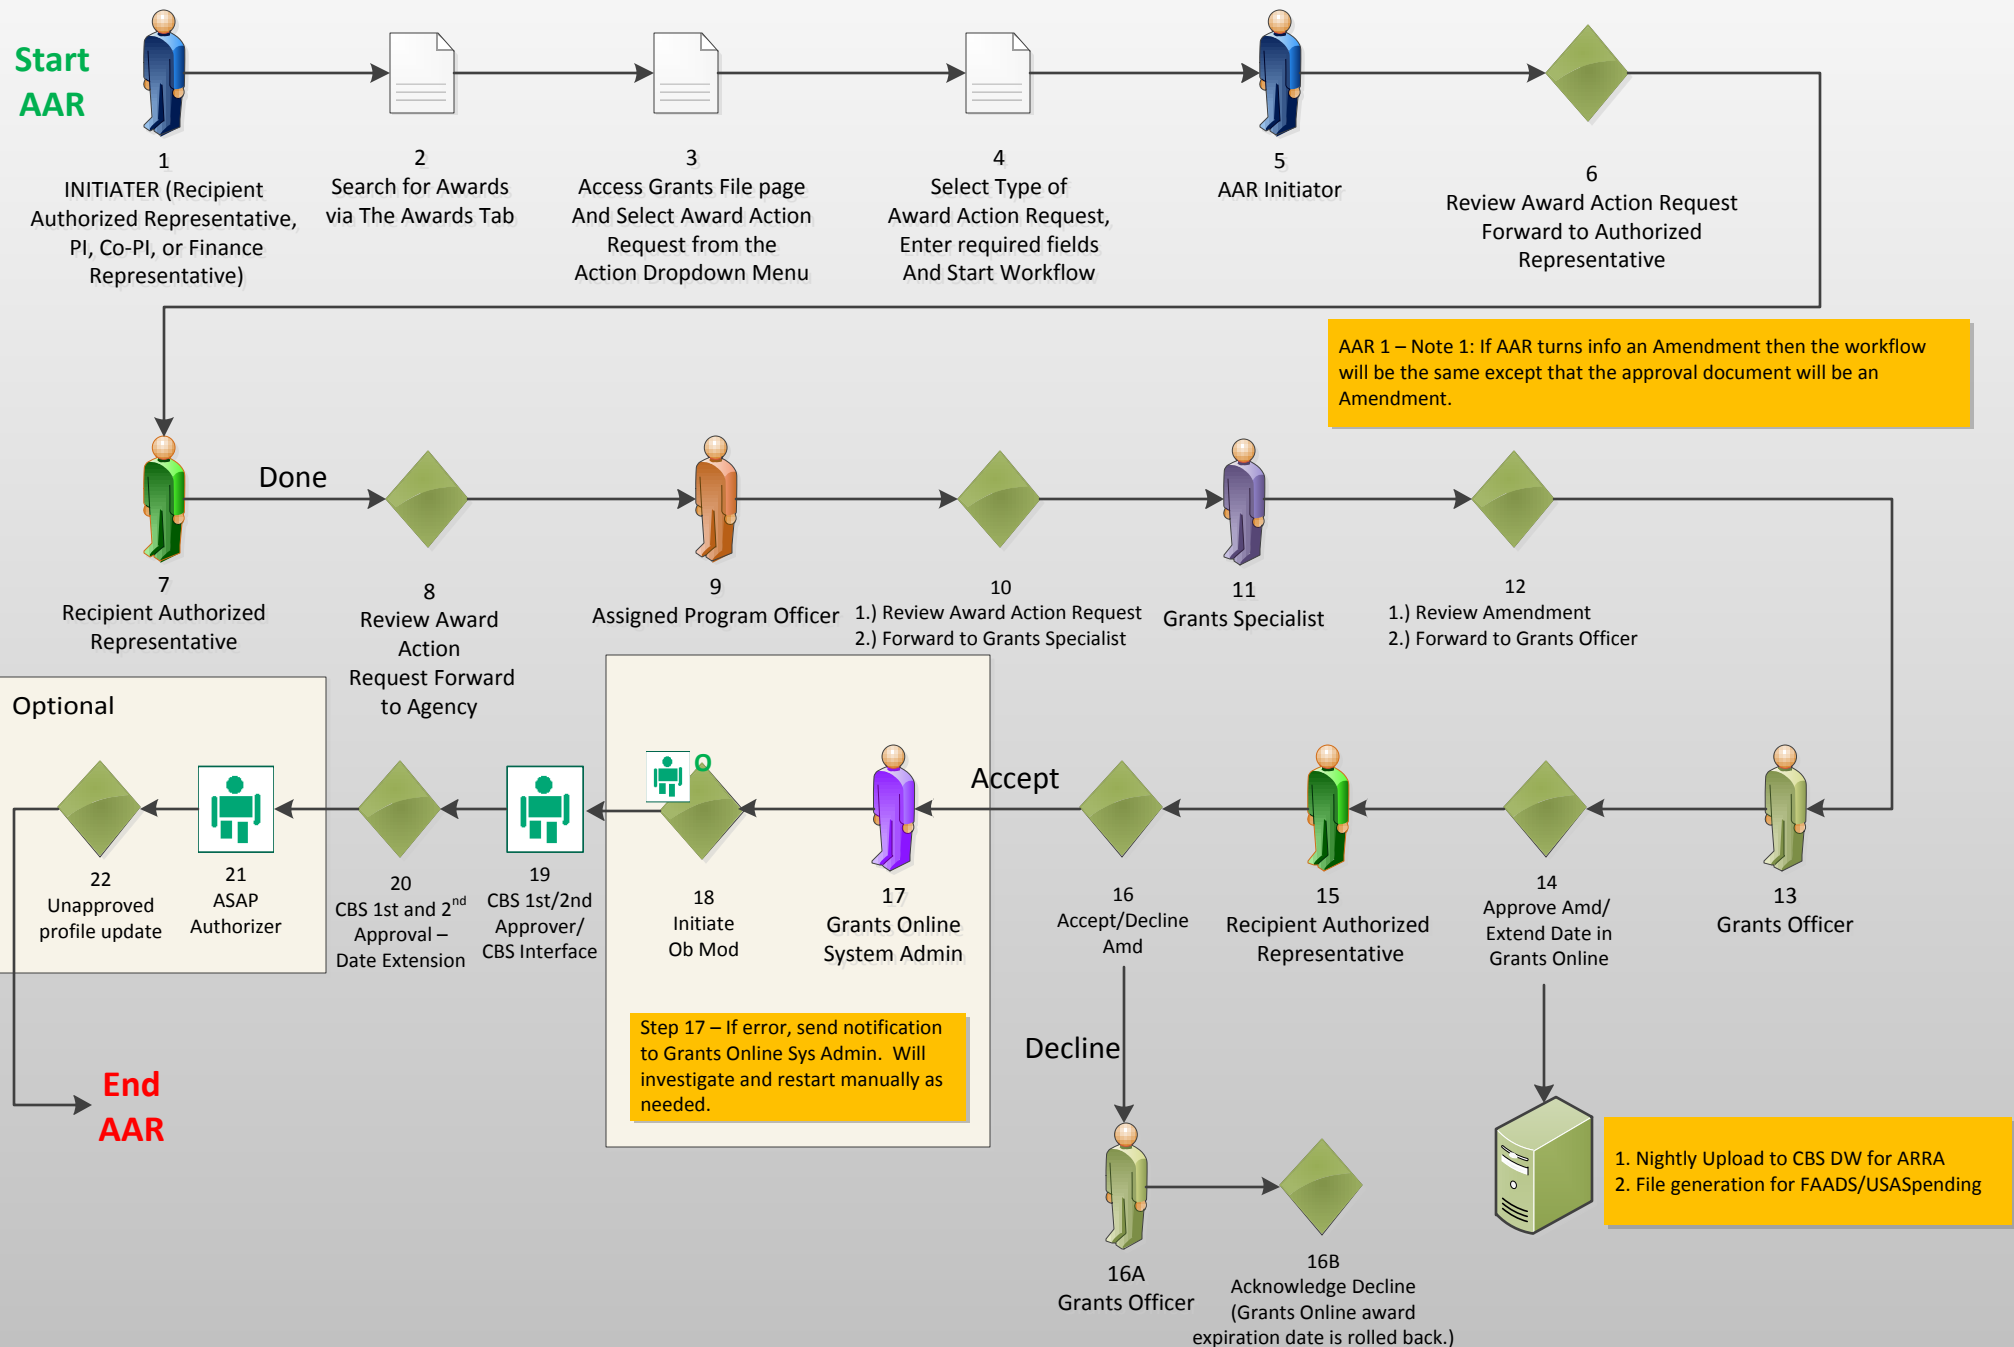 Start
AAR
1
INITIATER (Recipient
Authorized Representative,
PI, Co-PI, or Finance
Representative)
2
Search for Awards
via The Awards Tab
3
Access Grants File page
And Select Award Action
Request from the
Action Dropdown Menu
4
Select Type of
Award Action Request,
Enter required fields
And Start Workflow
5
AAR Initiator
6
Review Award Action Request
Forward to Authorized
Representative
AAR 1 – Note 1: If AAR turns info an Amendment then the workflow
will be the same except that the approval document will be an
Amendment.
Done
7
Recipient Authorized
Representative
8
Review Award
Action
Request Forward
to Agency
9
Assigned Program Officer
10
1.) Review Award Action Request
2.) Forward to Grants Specialist
11
Grants Specialist
12
1.) Review Amendment
2.) Forward to Grants Officer
13
Grants Officer
14
Approve Amd/
Extend Date in
Grants Online
15
Recipient Authorized
Representative
16
Accept/Decline
Amd
Accept
17
Grants Online
System Admin
O
18
Initiate
Ob Mod
Step 17 – If error, send notification
to Grants Online Sys Admin.  Will
investigate and restart manually as
needed.
19
CBS 1st/2nd
Approver/
CBS Interface
20
CBS 1st and 2nd
Approval –
Date Extension
Optional
21
ASAP
Authorizer
22
Unapproved
profile update
End
AAR
Decline
16A
Grants Officer
16B
Acknowledge Decline
(Grants Online award
expiration date is rolled back.)
1. Nightly Upload to CBS DW for ARRA
2. File generation for FAADS/USASpending